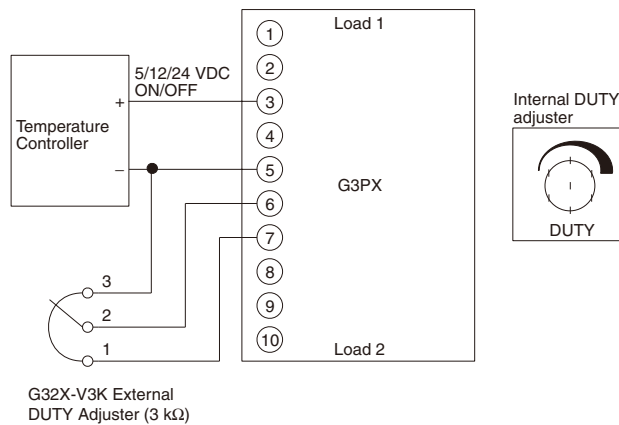 Load 1
1
2
5/12/24 VDC
ON/OFF
+
3
Temperature
Controller
4
−
5
G3PX
6
7
3
8
2
9
1
10
Load 2
G32X-V3K External
DUTY Adjuster (3 kΩ)
Internal DUTY
adjuster
DUTY